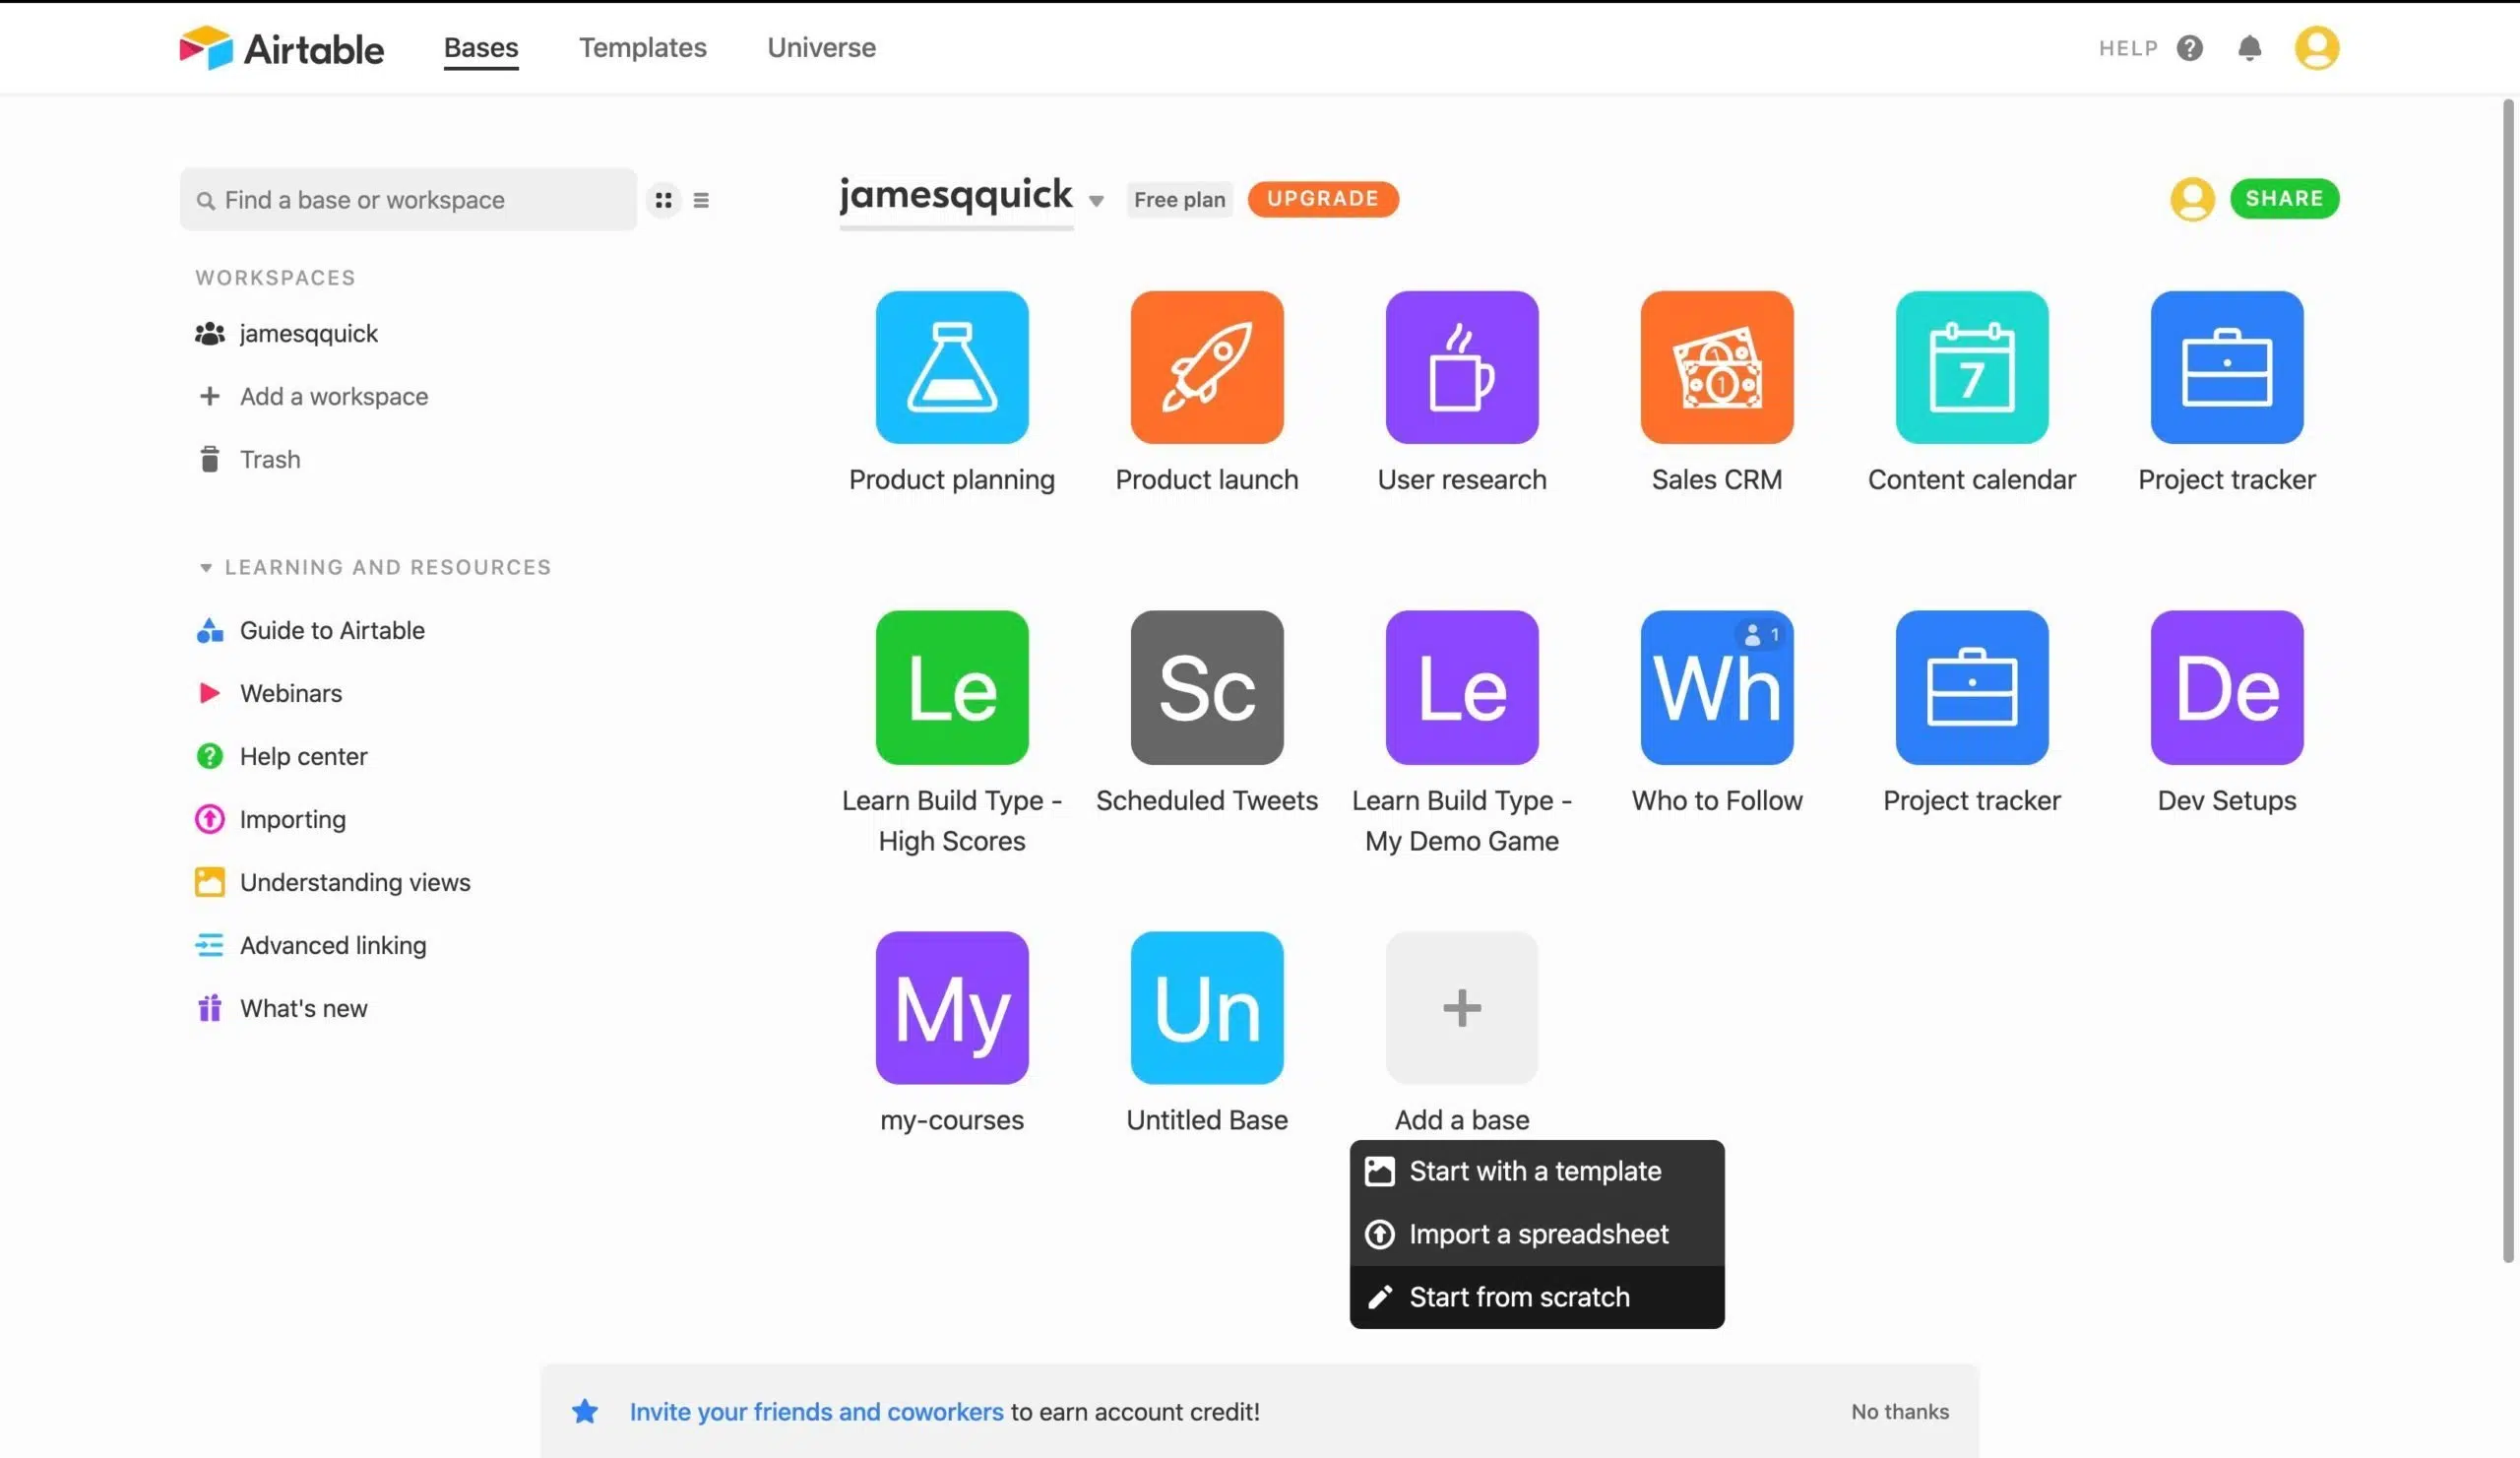 Airtable
Bases
Templates
Universe
HELP
Find a base or workspace
jamesqquick
Free plan
UPGRADE
SHARE
WORKSPACES
jamesqquick
Add a workspace
Trash
LEARNING AND RESOURCES
Guide to Airtable
Webinars
Help center
Importing
Understanding views
Advanced linking
What's new
1
1
7
Product planning
Product launch
User research
Sales CRM
Content calendar
Project tracker
Le
Sc
Le
Wh
1
De
Learn Build Type -
High Scores
Scheduled Tweets
Learn Build Type -
My Demo Game
Who to Follow
Project tracker
Dev Setups
My
Un
my-courses
Untitled Base
Add a base
Start with a template
Import a spreadsheet
Start from scratch
Invite your friends and coworkers to earn account credit!
No thanks